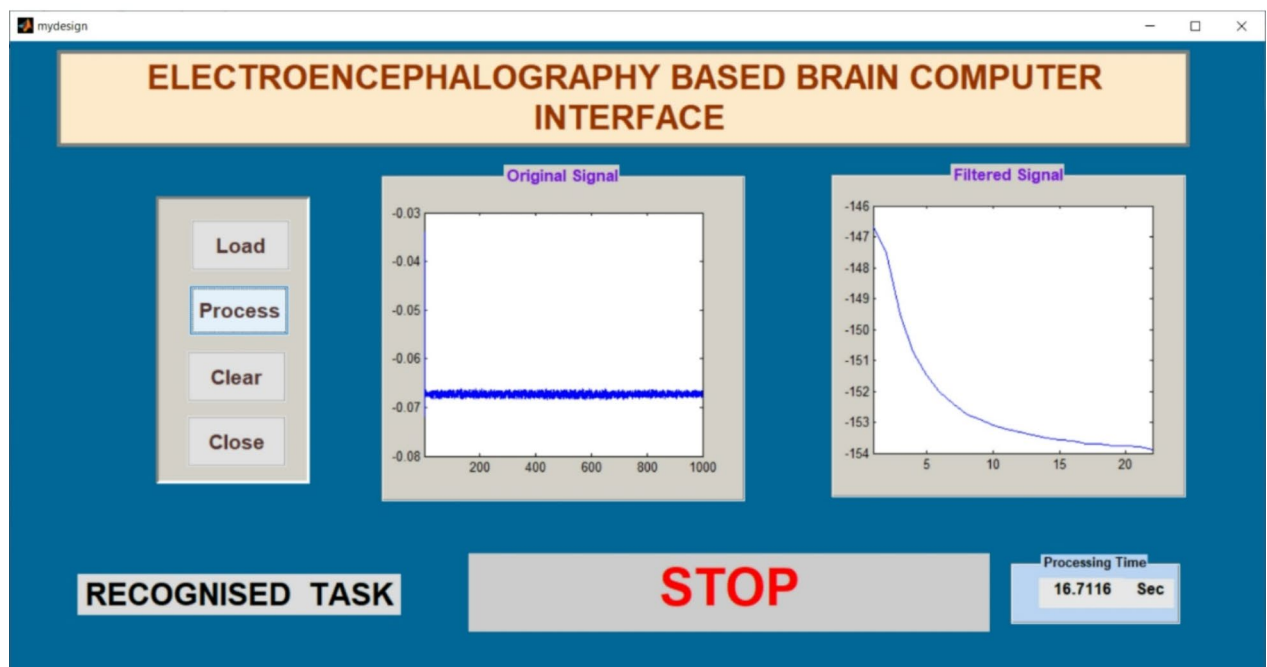 mydesign
ELECTROENCEPHALOGRAPHY BASED BRAIN COMPUTER
INTERFACE
Load
Process
Clear
Close
Original Signal
-0.03
-0.04
-0.05
-0.06
-0.07
-0.08
200 400 600 800 1000
Filtered Signal
-146
-147
-148
-149
-150
-151
-152
-153
-154
5 10 15 20
RECOGNISED TASK
STOP
Processing Time
16.7116 Sec